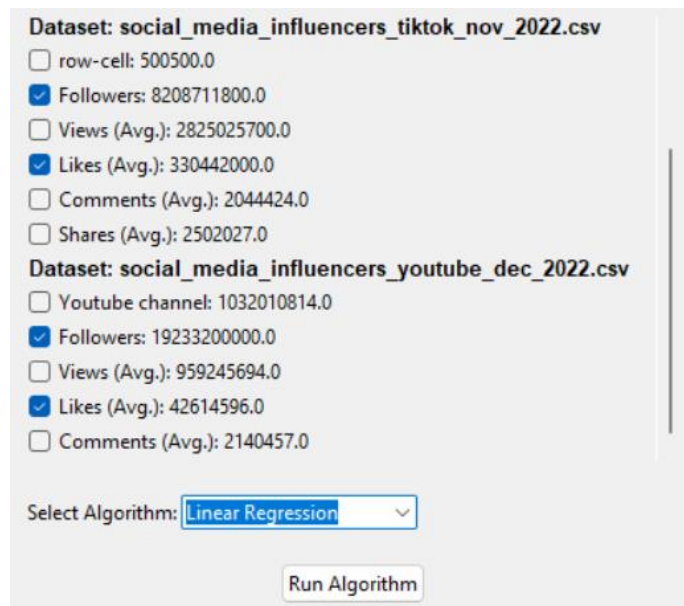 Dataset: social_media_influencers_tiktok_nov_2022.csv
row-cell: 500500.0
Followers: 8208711800.0
Views (Avg.): 2825025700.0
Likes (Avg.): 330442000.0
Comments (Avg.): 2044424.0
Shares (Avg.): 2502027.0
Dataset: social_media_influencers_youtube_dec_2022.csv
Youtube channel: 1032010814.0
Followers: 19233200000.0
Views (Avg.): 959245694.0
Likes (Avg.): 42614596.0
Comments (Avg.): 2140457.0
Select Algorithm: Linear Regression
Run Algorithm